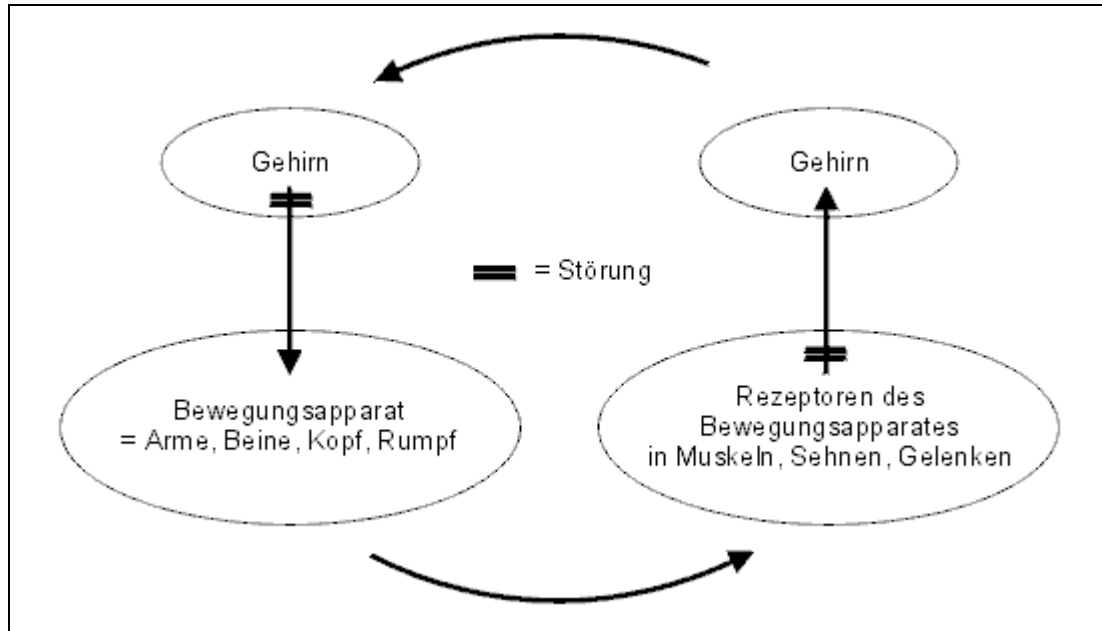 Gehirn
Gehirn
= Störung
Bewegungsapparat
= Arme, Beine, Kopf, Rumpf
Rezeptoren des
Bewegungsapparates
in Muskeln, Sehnen, Gelenken